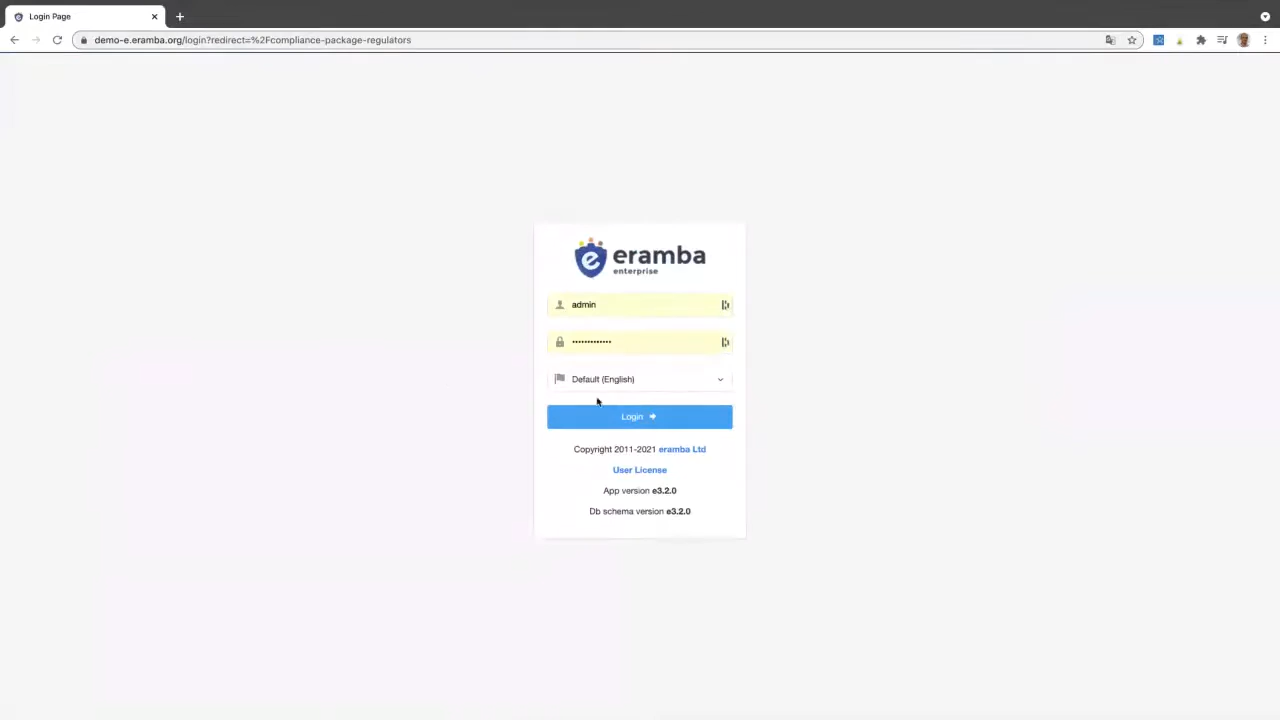 Login Page
demo-e.eramba.org/login?redirect=%2Fcompliance-package-regulators
eramba
enterprise
admin
•••••••••••••
Default (English)
Login
Copyright 2011-2021 eramba Ltd
User License
App version e3.2.0
Db schema version e3.2.0